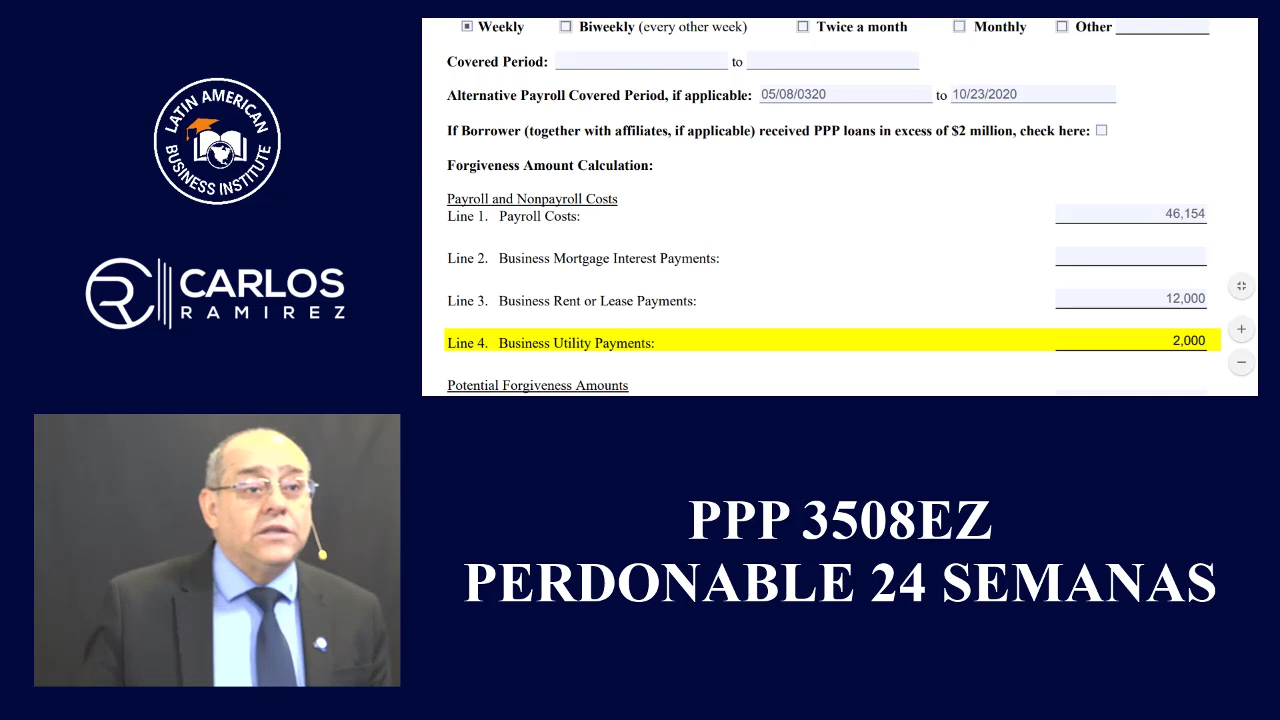 LATIN AMERICAN
BUSINESS INSTITUTE
CARLOS
RAMIREZ
Weekly Biweekly (every other week) Twice a month Monthly Other
Covered Period: to
Alternative Payroll Covered Period, if applicable: 05/08/0320 to 10/23/2020
If Borrower (together with affiliates, if applicable) received PPP loans in excess of $2 million, check here:
Forgiveness Amount Calculation:
Payroll and Nonpayroll Costs
Line 1. Payroll Costs: 46,154
Line 2. Business Mortgage Interest Payments:
Line 3. Business Rent or Lease Payments: 12,000
Line 4. Business Utility Payments: 2,000
Potential Forgiveness Amounts
PPP 3508EZ
PERDONABLE 24 SEMANAS